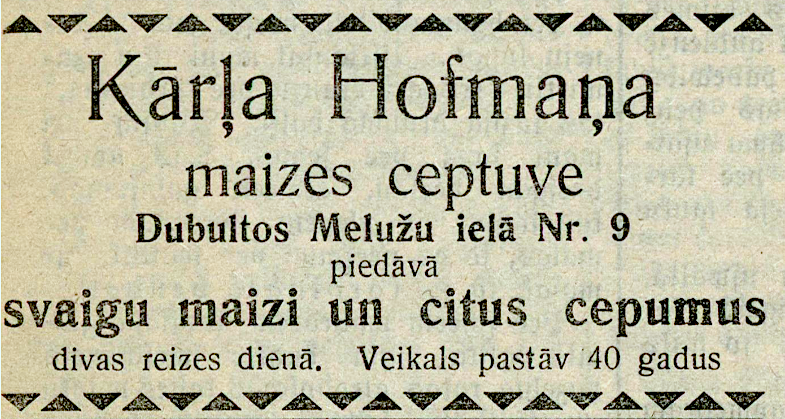 Kārļa Hofmaņa
maizes ceptuve
Dubultos Melužu ielā Nr. 9
piedāvā
svaigu maizi un citus cepumus
divas reizes dienā. Veikals pastāv 40 gadus